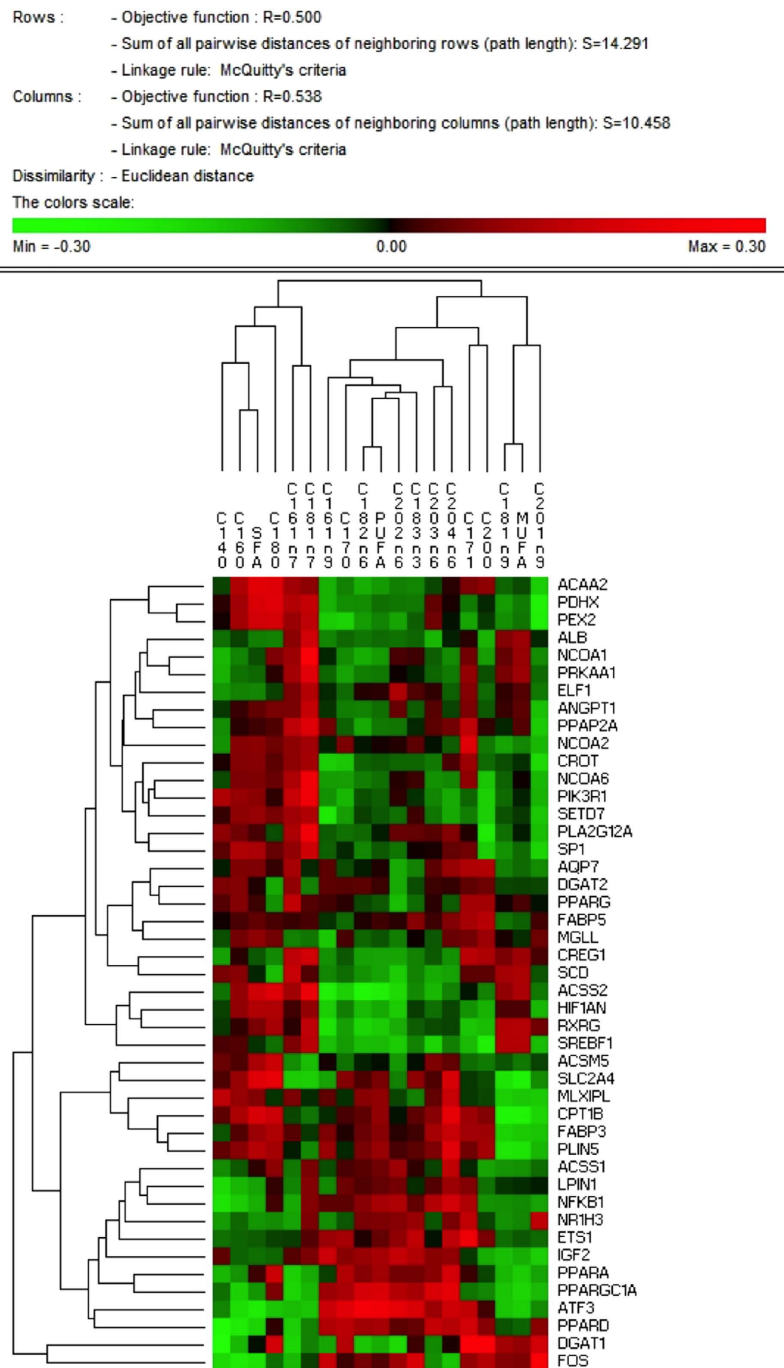 Rows : - Objective function : R=0.500
- Sum of all pairwise distances of neighboring rows (path length): S=14.291
- Linkage rule: McQuitty's criteria
Columns : - Objective function : R=0.538
- Sum of all pairwise distances of neighboring columns (path length): S=10.458
- Linkage rule: McQuitty's criteria
Dissimilarity : - Euclidean distance
The colors scale:
Min = -0.30 0.00 Max = 0.30
C140
C160
SFA
C180
C161n7
C181n7
C161n9
C170
C182n6
PUFA
C202n6
C183n3
C203n6
C204n6
C171
C200
C181n9
MUFA
C201n9
ACAA2
PDHX
PEX2
ALB
NCOA1
PRKAA1
ELF1
ANGPT1
PPAP2A
NCOA2
CROT
NCOA6
PIK3R1
SETD7
PLA2G12A
SP1
AQP7
DGAT2
PPARG
FABP5
MGLL
CREG1
SCD
ACSS2
HIF1AN
RXRG
SREBF1
ACSM5
SLC2A4
MLXIPL
CPT1B
FABP3
PLIN5
ACSS1
LPIN1
NFKB1
NR1H3
ETS1
IGF2
PPARA
PPARGC1A
ATF3
PPARD
DGAT1
FOS